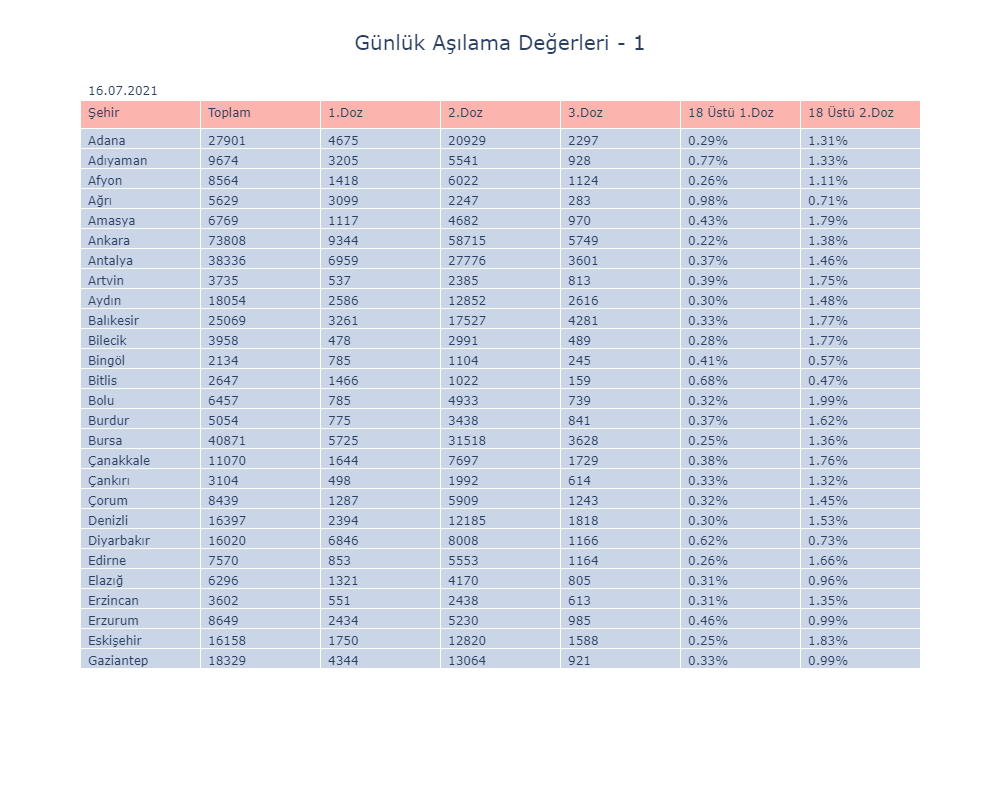 Günlük Aşılama Değerleri - 1
16.07.2021
Şehir Toplam 1.Doz 2.Doz 3.Doz 18 Üstü 1.Doz 18 Üstü 2.Doz
Adana 27901 4675 20929 2297 0.29% 1.31%
Adıyaman 9674 3205 5541 928 0.77% 1.33%
Afyon 8564 1418 6022 1124 0.26% 1.11%
Ağrı 5629 3099 2247 283 0.98% 0.71%
Amasya 6769 1117 4682 970 0.43% 1.79%
Ankara 73808 9344 58715 5749 0.22% 1.38%
Antalya 38336 6959 27776 3601 0.37% 1.46%
Artvin 3735 537 2385 813 0.39% 1.75%
Aydın 18054 2586 12852 2616 0.30% 1.48%
Balıkesir 25069 3261 17527 4281 0.33% 1.77%
Bilecik 3958 478 2991 489 0.28% 1.77%
Bingöl 2134 785 1104 245 0.41% 0.57%
Bitlis 2647 1466 1022 159 0.68% 0.47%
Bolu 6457 785 4933 739 0.32% 1.99%
Burdur 5054 775 3438 841 0.37% 1.62%
Bursa 40871 5725 31518 3628 0.25% 1.36%
Çanakkale 11070 1644 7697 1729 0.38% 1.76%
Çankırı 3104 498 1992 614 0.33% 1.32%
Çorum 8439 1287 5909 1243 0.32% 1.45%
Denizli 16397 2394 12185 1818 0.30% 1.53%
Diyarbakır 16020 6846 8008 1166 0.62% 0.73%
Edirne 7570 853 5553 1164 0.26% 1.66%
Elazığ 6296 1321 4170 805 0.31% 0.96%
Erzincan 3602 551 2438 613 0.31% 1.35%
Erzurum 8649 2434 5230 985 0.46% 0.99%
Eskişehir 16158 1750 12820 1588 0.25% 1.83%
Gaziantep 18329 4344 13064 921 0.33% 0.99%